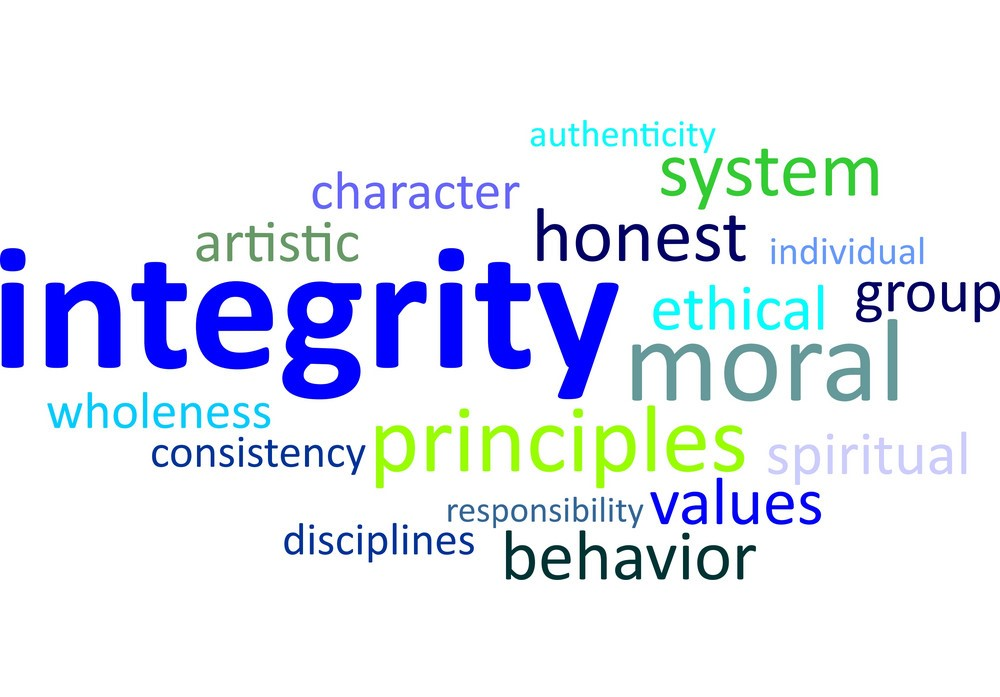 authenticity
system
character
honest
artistic
individual
integrity
ethical
group
moral
wholeness
principles
consistency
spiritual
responsibility
values
disciplines
behavior